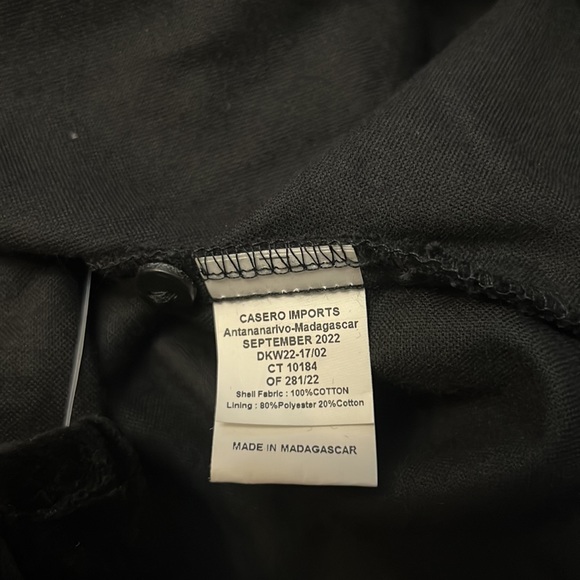 CASERO IMPORTS
Antananarivo-Madagascar
SEPTEMBER 2022
DKW22-17/02
CT 10184
OF 281/22
Shell Fabric : 100%COTTON
Lining : 80%Polyester 20%Cotton
MADE IN MADAGASCAR